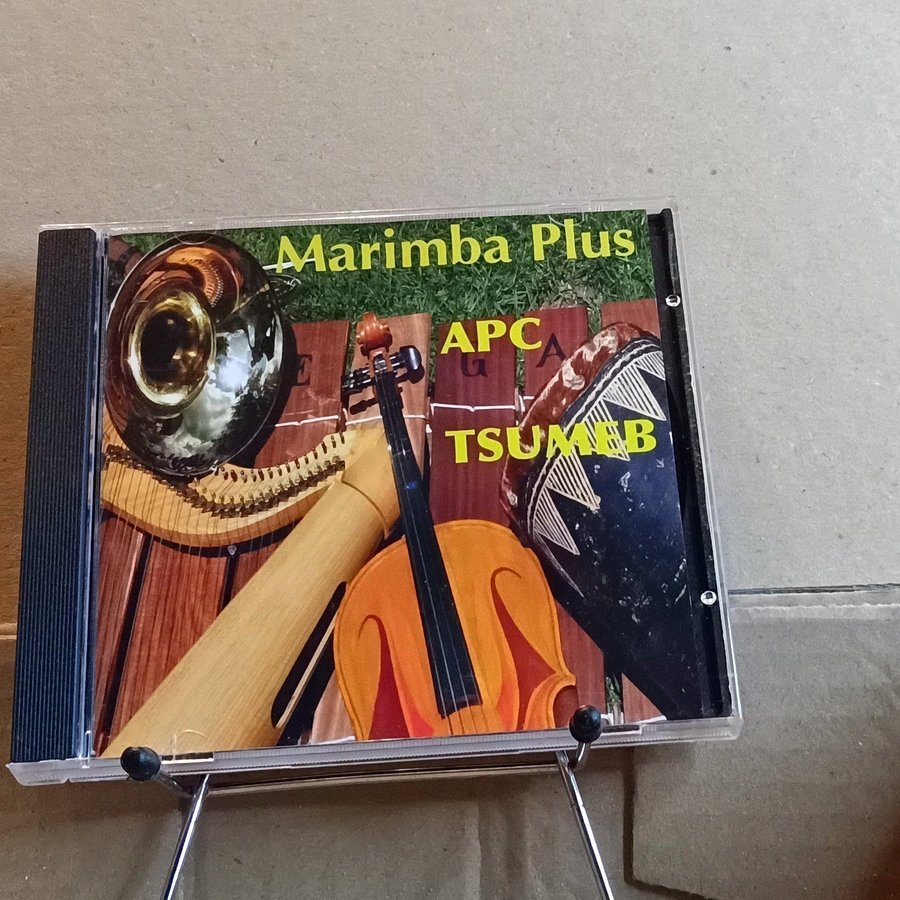 Marimba Plus
APC
E G A
TSUMEB